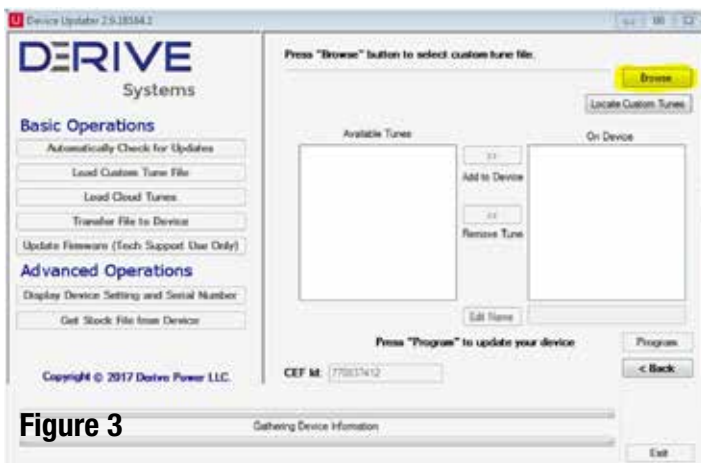 Device Updater 2.9.18564.2
DERIVE
Systems
Basic Operations
Automatically Check for Updates
Load Custom Tune File
Load Cloud Tunes
Transfer File to Device
Update Firmware (Tech Support Use Only)
Advanced Operations
Display Device Setting and Serial Number
Get Stock File from Device
Copyright © 2017 Derive Power LLC.
Press "Browse" button to select custom tune file.
Browse
Locate Custom Tunes
Available Tunes
On Device
>>
Add to Device
<<
Remove Tune
Edit Name
Press "Program" to update your device
Program
CEF Id:
< Back
Figure 3
Gathering Device Information
Exit